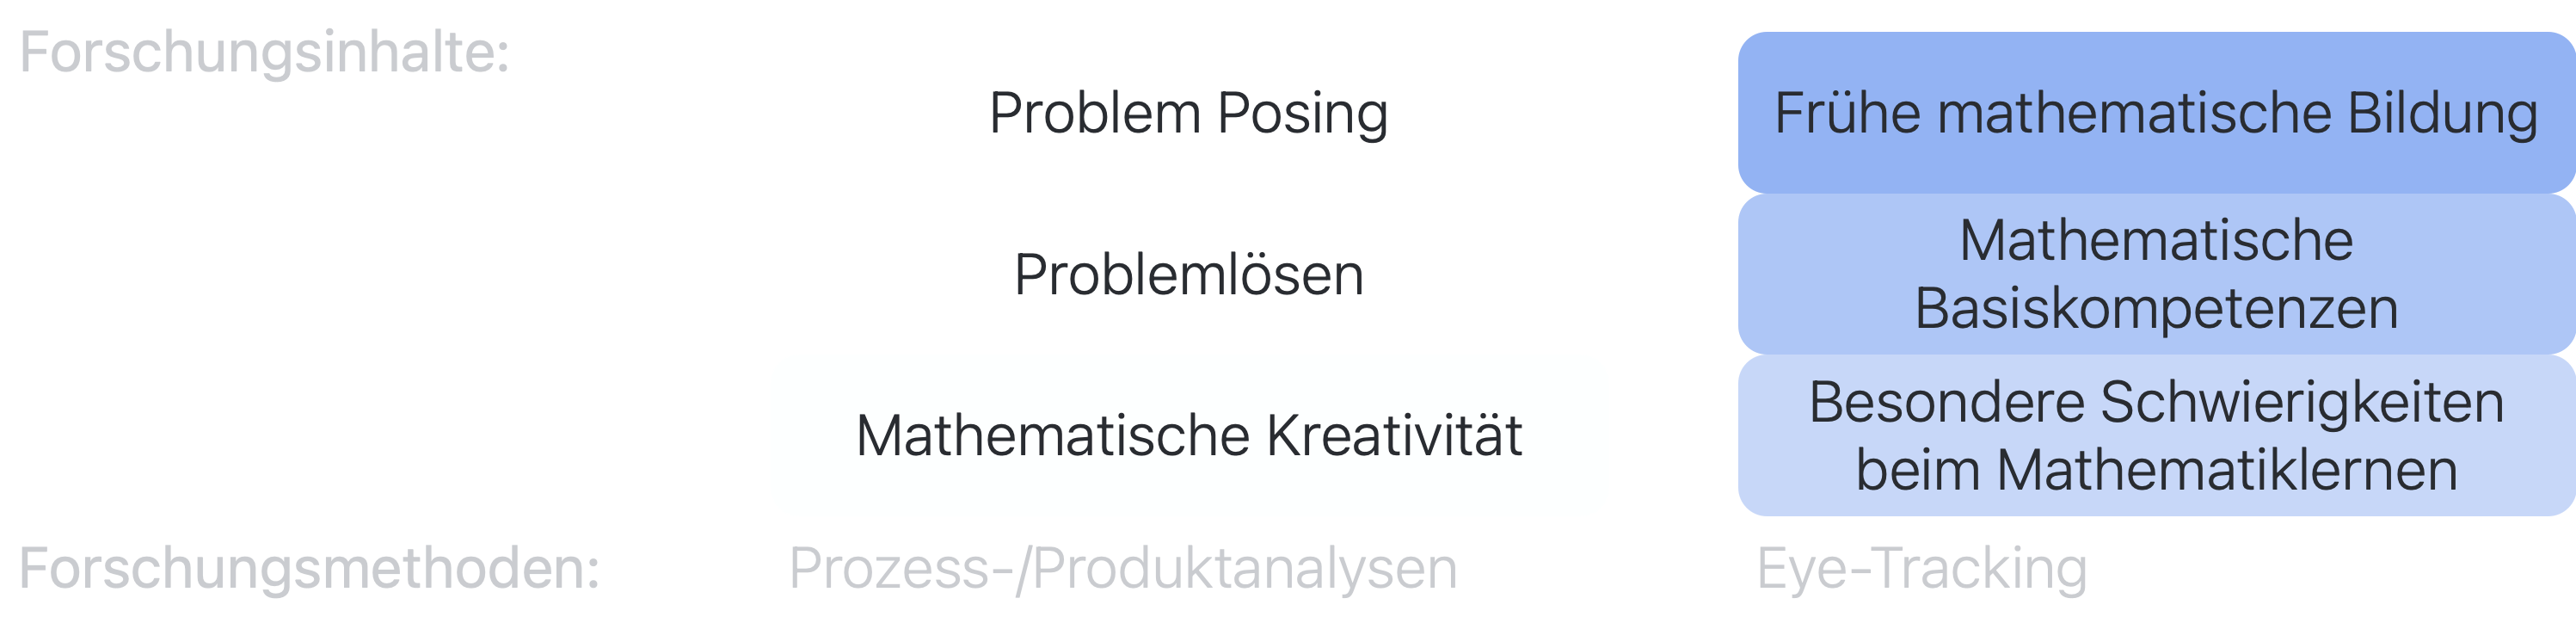 Forschungsinhalte:
Problem Posing
Frühe mathematische Bildung
Problemlösen
Mathematische
Basiskompetenzen
Mathematische Kreativität
Besondere Schwierigkeiten
beim Mathematiklernen
Forschungsmethoden:
Prozess-/Produktanalysen
Eye-Tracking